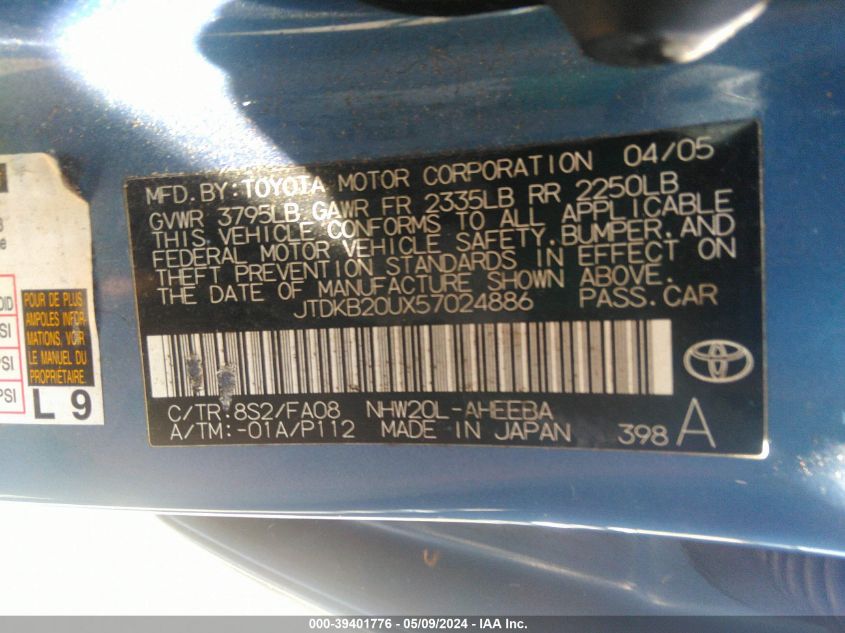 MFD. BY: TOYOTA MOTOR CORPORATION 04/05
GVWR 3795LB GAWR FR 2335LB RR 2250LB
THIS VEHICLE CONFORMS TO ALL APPLICABLE
FEDERAL MOTOR VEHICLE SAFETY, BUMPER, AND
THEFT PREVENTION STANDARDS IN EFFECT ON
THE DATE OF MANUFACTURE SHOWN ABOVE.
JTDKB20UX57024886 PASS. CAR
C/TR: 8S2/FA08 NHW20L-AHEEBA
A/TM: -01A/P112 MADE IN JAPAN 398 A
POUR DE PLUS
AMPLES INFOR-
MATIONS, VOIR
LE MANUEL DU
PROPRIÉTAIRE.
L 9
000-39401776 - 05/09/2024 - IAA Inc.